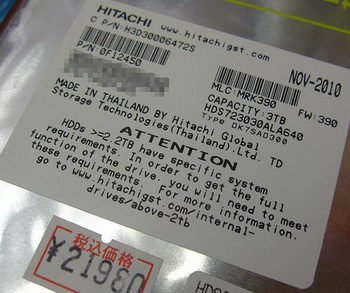 HITACHI www.hitachigst.com
C P/N:H3D30006472S
P/N:0F12450
NOV-2010
MLC:MRK390
FW:390
CAPACITY:3TB
HDS723030ALA640
TYPE DK7SAD300
MADE IN THAILAND BY Hitachi Global
Storage Technologies(Thailand).Ltd. TD
ATTENTION
HDDs >=2.2TB have specific system
requirements. In order to get the full
function of the drive, you will need to meet
these requirements. For more information,
go to www.hitachigst.com/internal-
drives/above-2tb
税込価格
¥21980